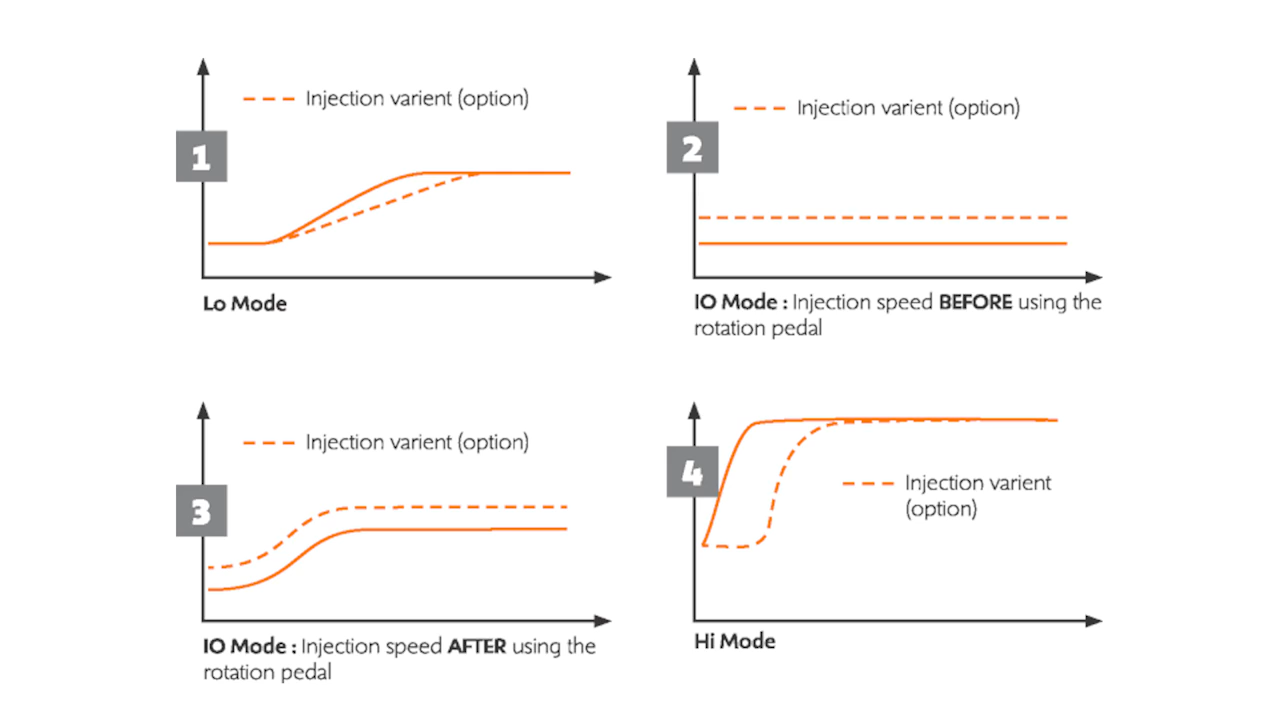 Injection varient (option)
1
Lo Mode
Injection varient (option)
2
IO Mode : Injection speed BEFORE using the
rotation pedal
Injection varient (option)
3
IO Mode : Injection speed AFTER using the
rotation pedal
4
Injection varient
(option)
Hi Mode